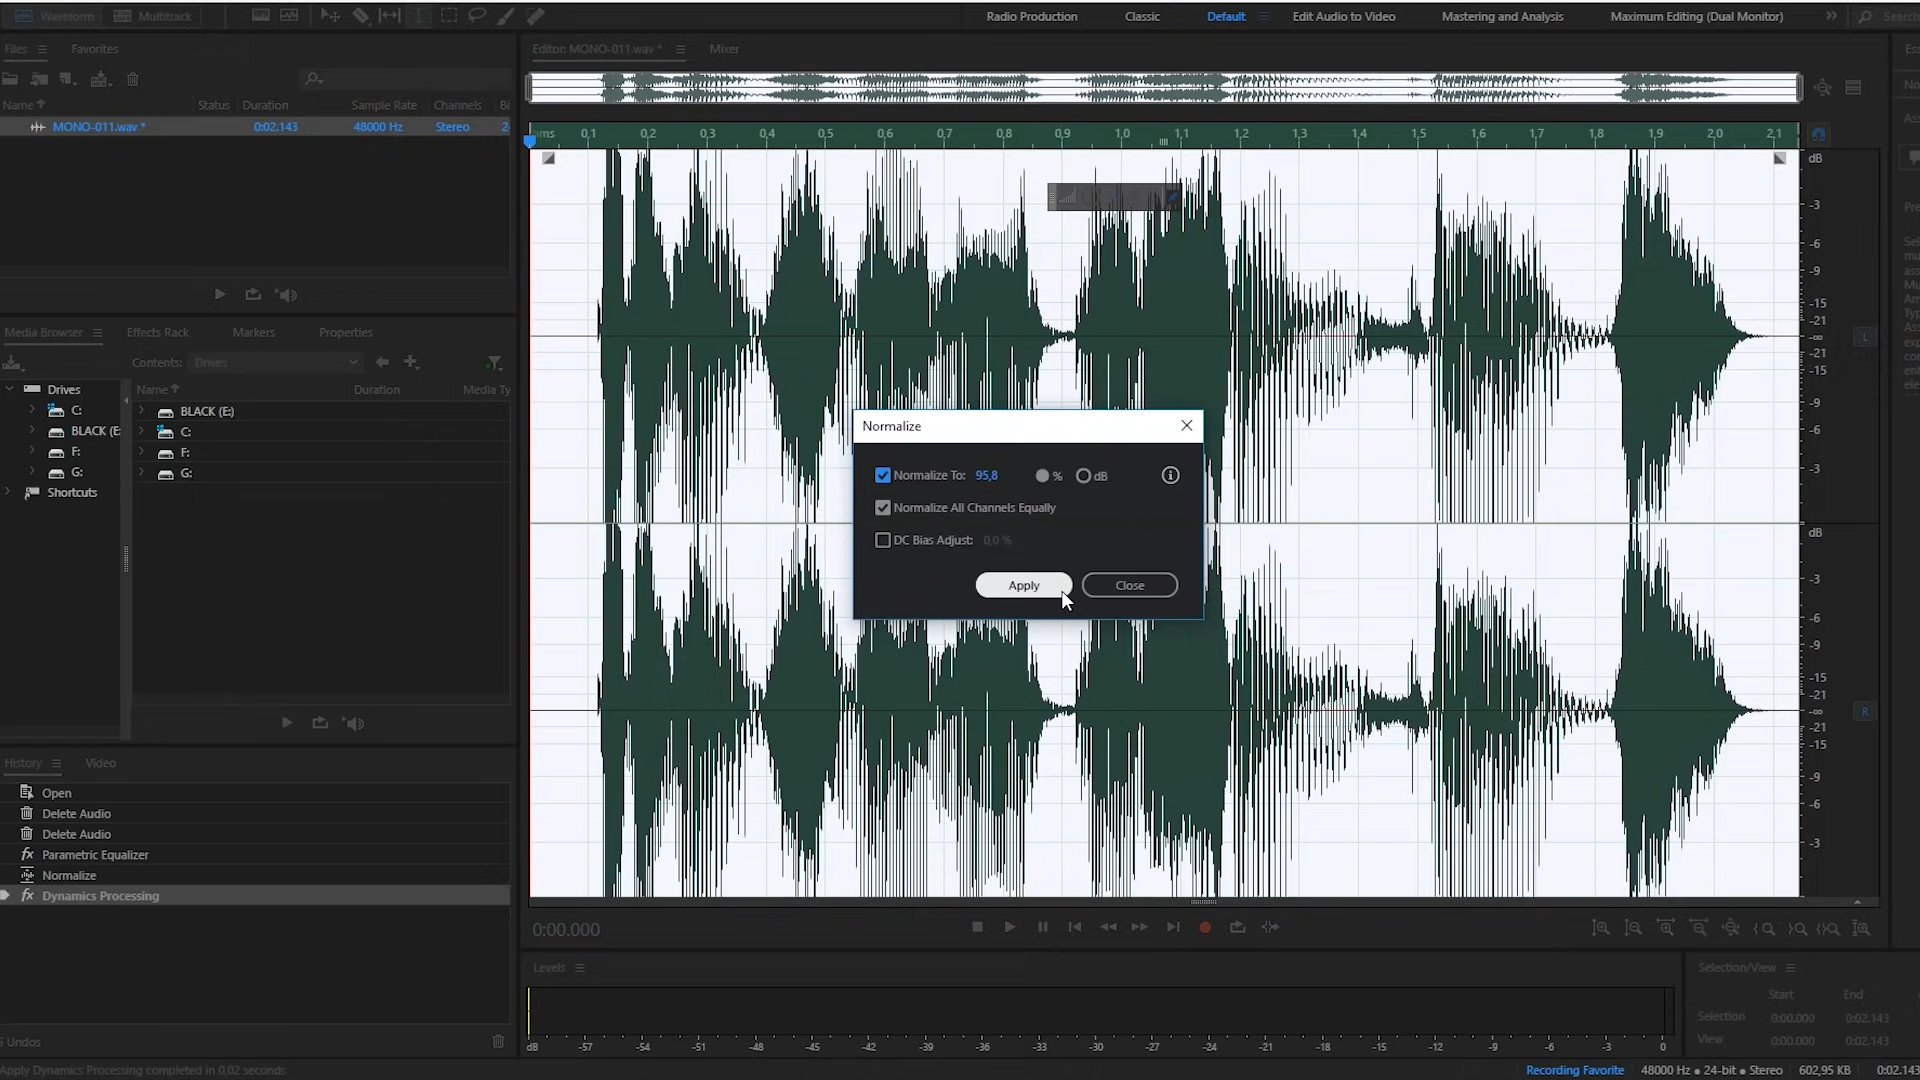 Waveform Multitrack Radio Production Classic Default Edit Audio to Video Mastering and Analysis Maximum Editing (Dual Monitor) Search
Files Favorites
Name Status Duration Sample Rate Channels Bi
MONO-011.wav * 0:02.143 48000 Hz Stereo 2
Editor: MONO-011.wav * Mixer
ms 0,1 0,2 0,3 0,4 0,5 0,6 0,7 0,8 0,9 1,0 1,1 1,2 1,3 1,4 1,5 1,6 1,7 1,8 1,9 2,0 2,1
dB
-3
-6
-9
-15
-21
-∞
-21
-15
-9
-6
-3
L
dB
-3
-6
-9
-15
-21
-∞
-21
-15
-9
-6
-3
R
Media Browser Effects Rack Markers Properties
Contents: Drives
Drives
C:
BLACK (E:
F:
G:
Shortcuts
Name Duration Media Ty
BLACK (E:)
C:
F:
G:
Normalize
Normalize To: 95,8 % dB
Normalize All Channels Equally
DC Bias Adjust: 0,0 %
Apply Close
History Video
Open
Delete Audio
Delete Audio
Parametric Equalizer
Normalize
Dynamics Processing
5 Undos
0:00.000
Levels
dB -57 -54 -51 -48 -45 -42 -39 -36 -33 -30 -27 -24 -21 -18 -15 -12 -9 -6 -3 0
Selection/View
Start End
Selection 0:00.000 0:02.143
View 0:00.000 0:02.143
Apply Dynamics Processing completed in 0,02 seconds
Recording Favorite 48000 Hz • 24-bit • Stereo 602,95 KB 0:02.143